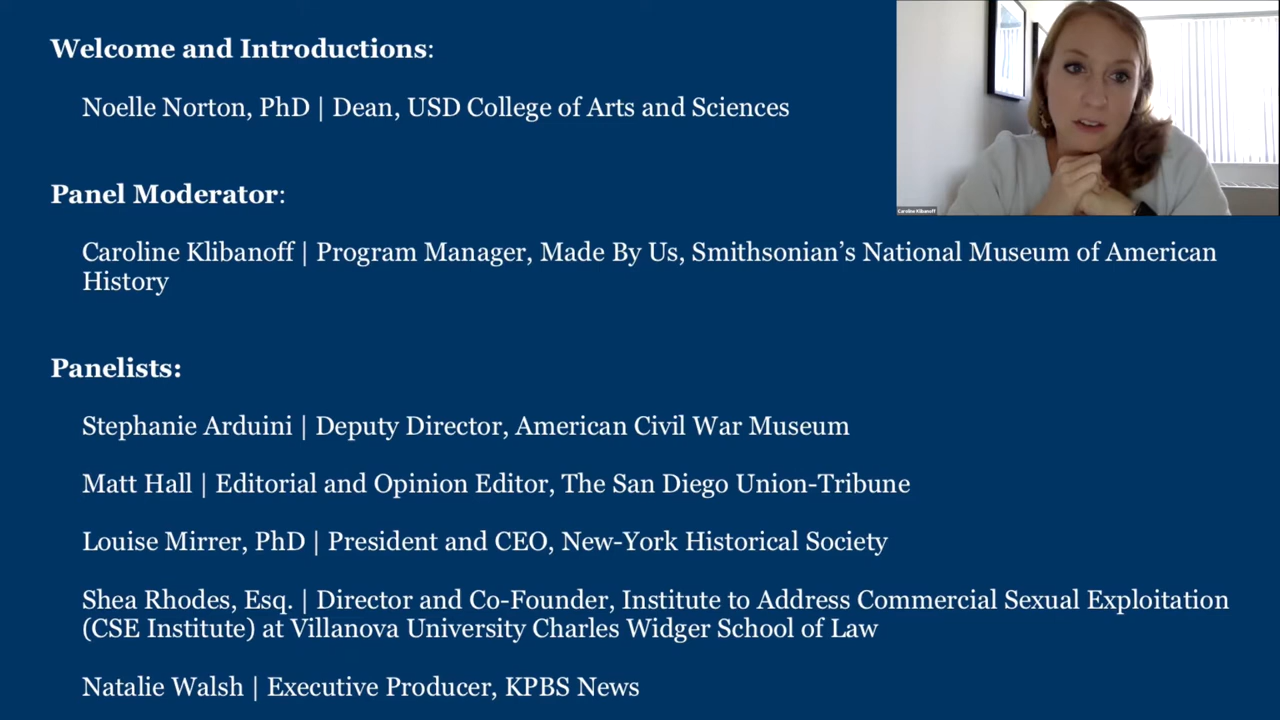 Welcome and Introductions:
Noelle Norton, PhD | Dean, USD College of Arts and Sciences
Caroline Klibanoff
Panel Moderator:
Caroline Klibanoff | Program Manager, Made By Us, Smithsonian’s National Museum of American
History
Panelists:
Stephanie Arduini | Deputy Director, American Civil War Museum
Matt Hall | Editorial and Opinion Editor, The San Diego Union-Tribune
Louise Mirrer, PhD | President and CEO, New-York Historical Society
Shea Rhodes, Esq. | Director and Co-Founder, Institute to Address Commercial Sexual Exploitation
(CSE Institute) at Villanova University Charles Widger School of Law
Natalie Walsh | Executive Producer, KPBS News